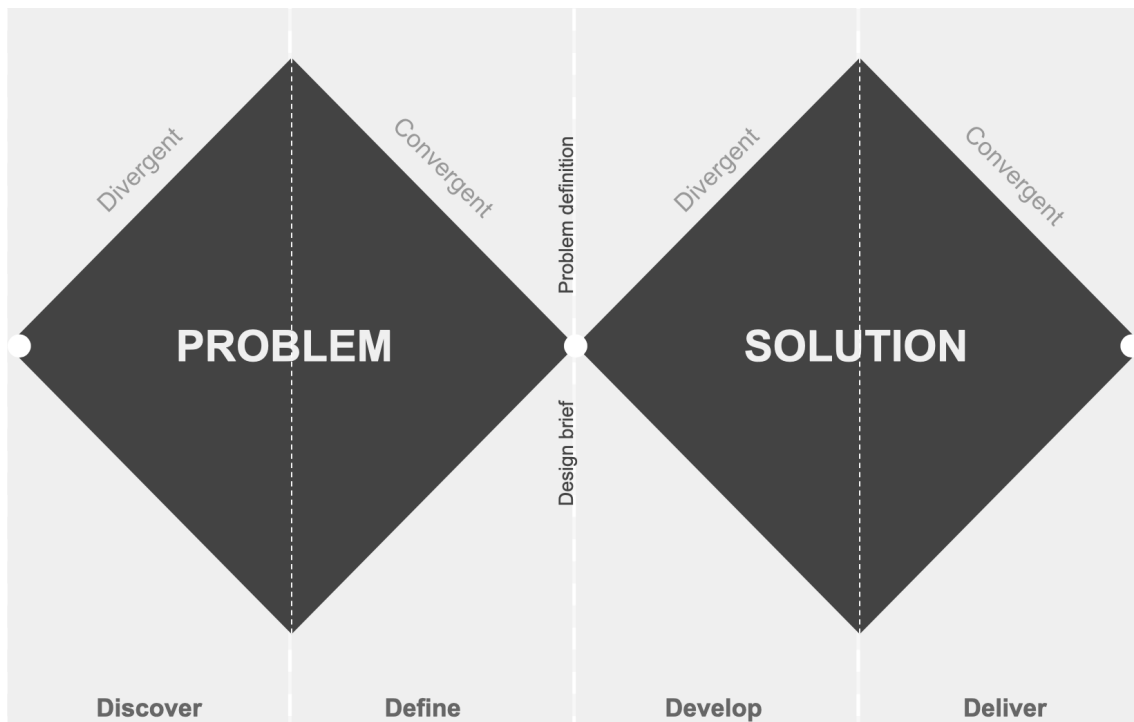 Divergent
Convergent
Problem definition
Divergent
Convergent
PROBLEM
SOLUTION
Design brief
Discover
Define
Develop
Deliver